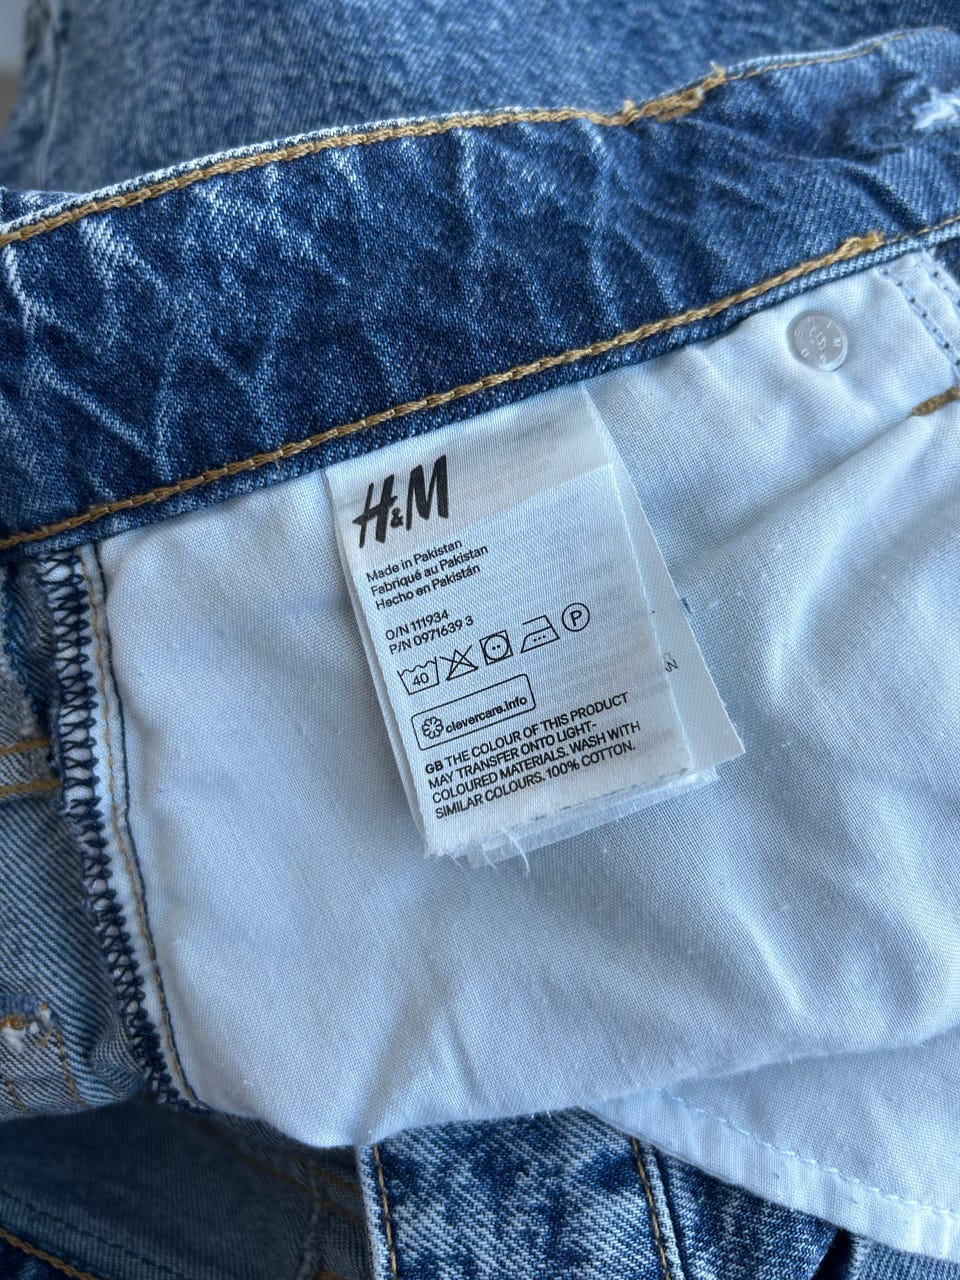 H&M
Made in Pakistan
Fabriqué au Pakistan
Hecho en Pakistán
O/N 111934
P/N 0971639 3
40
P
clevercare.info
GB THE COLOUR OF THIS PRODUCT
MAY TRANSFER ONTO LIGHT-
COLOURED MATERIALS. WASH WITH
SIMILAR COLOURS. 100% COTTON.